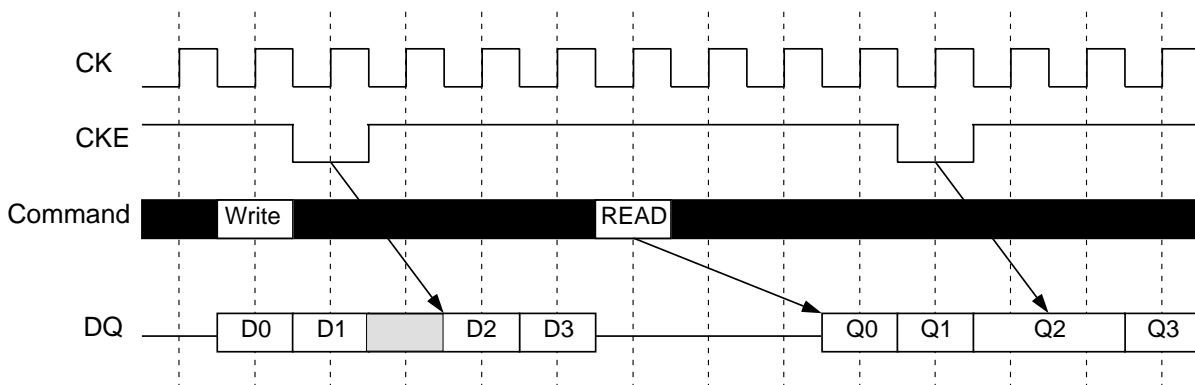 CK
CKE
Command Write READ
DQ D0 D1 D2 D3 Q0 Q1 Q2 Q3